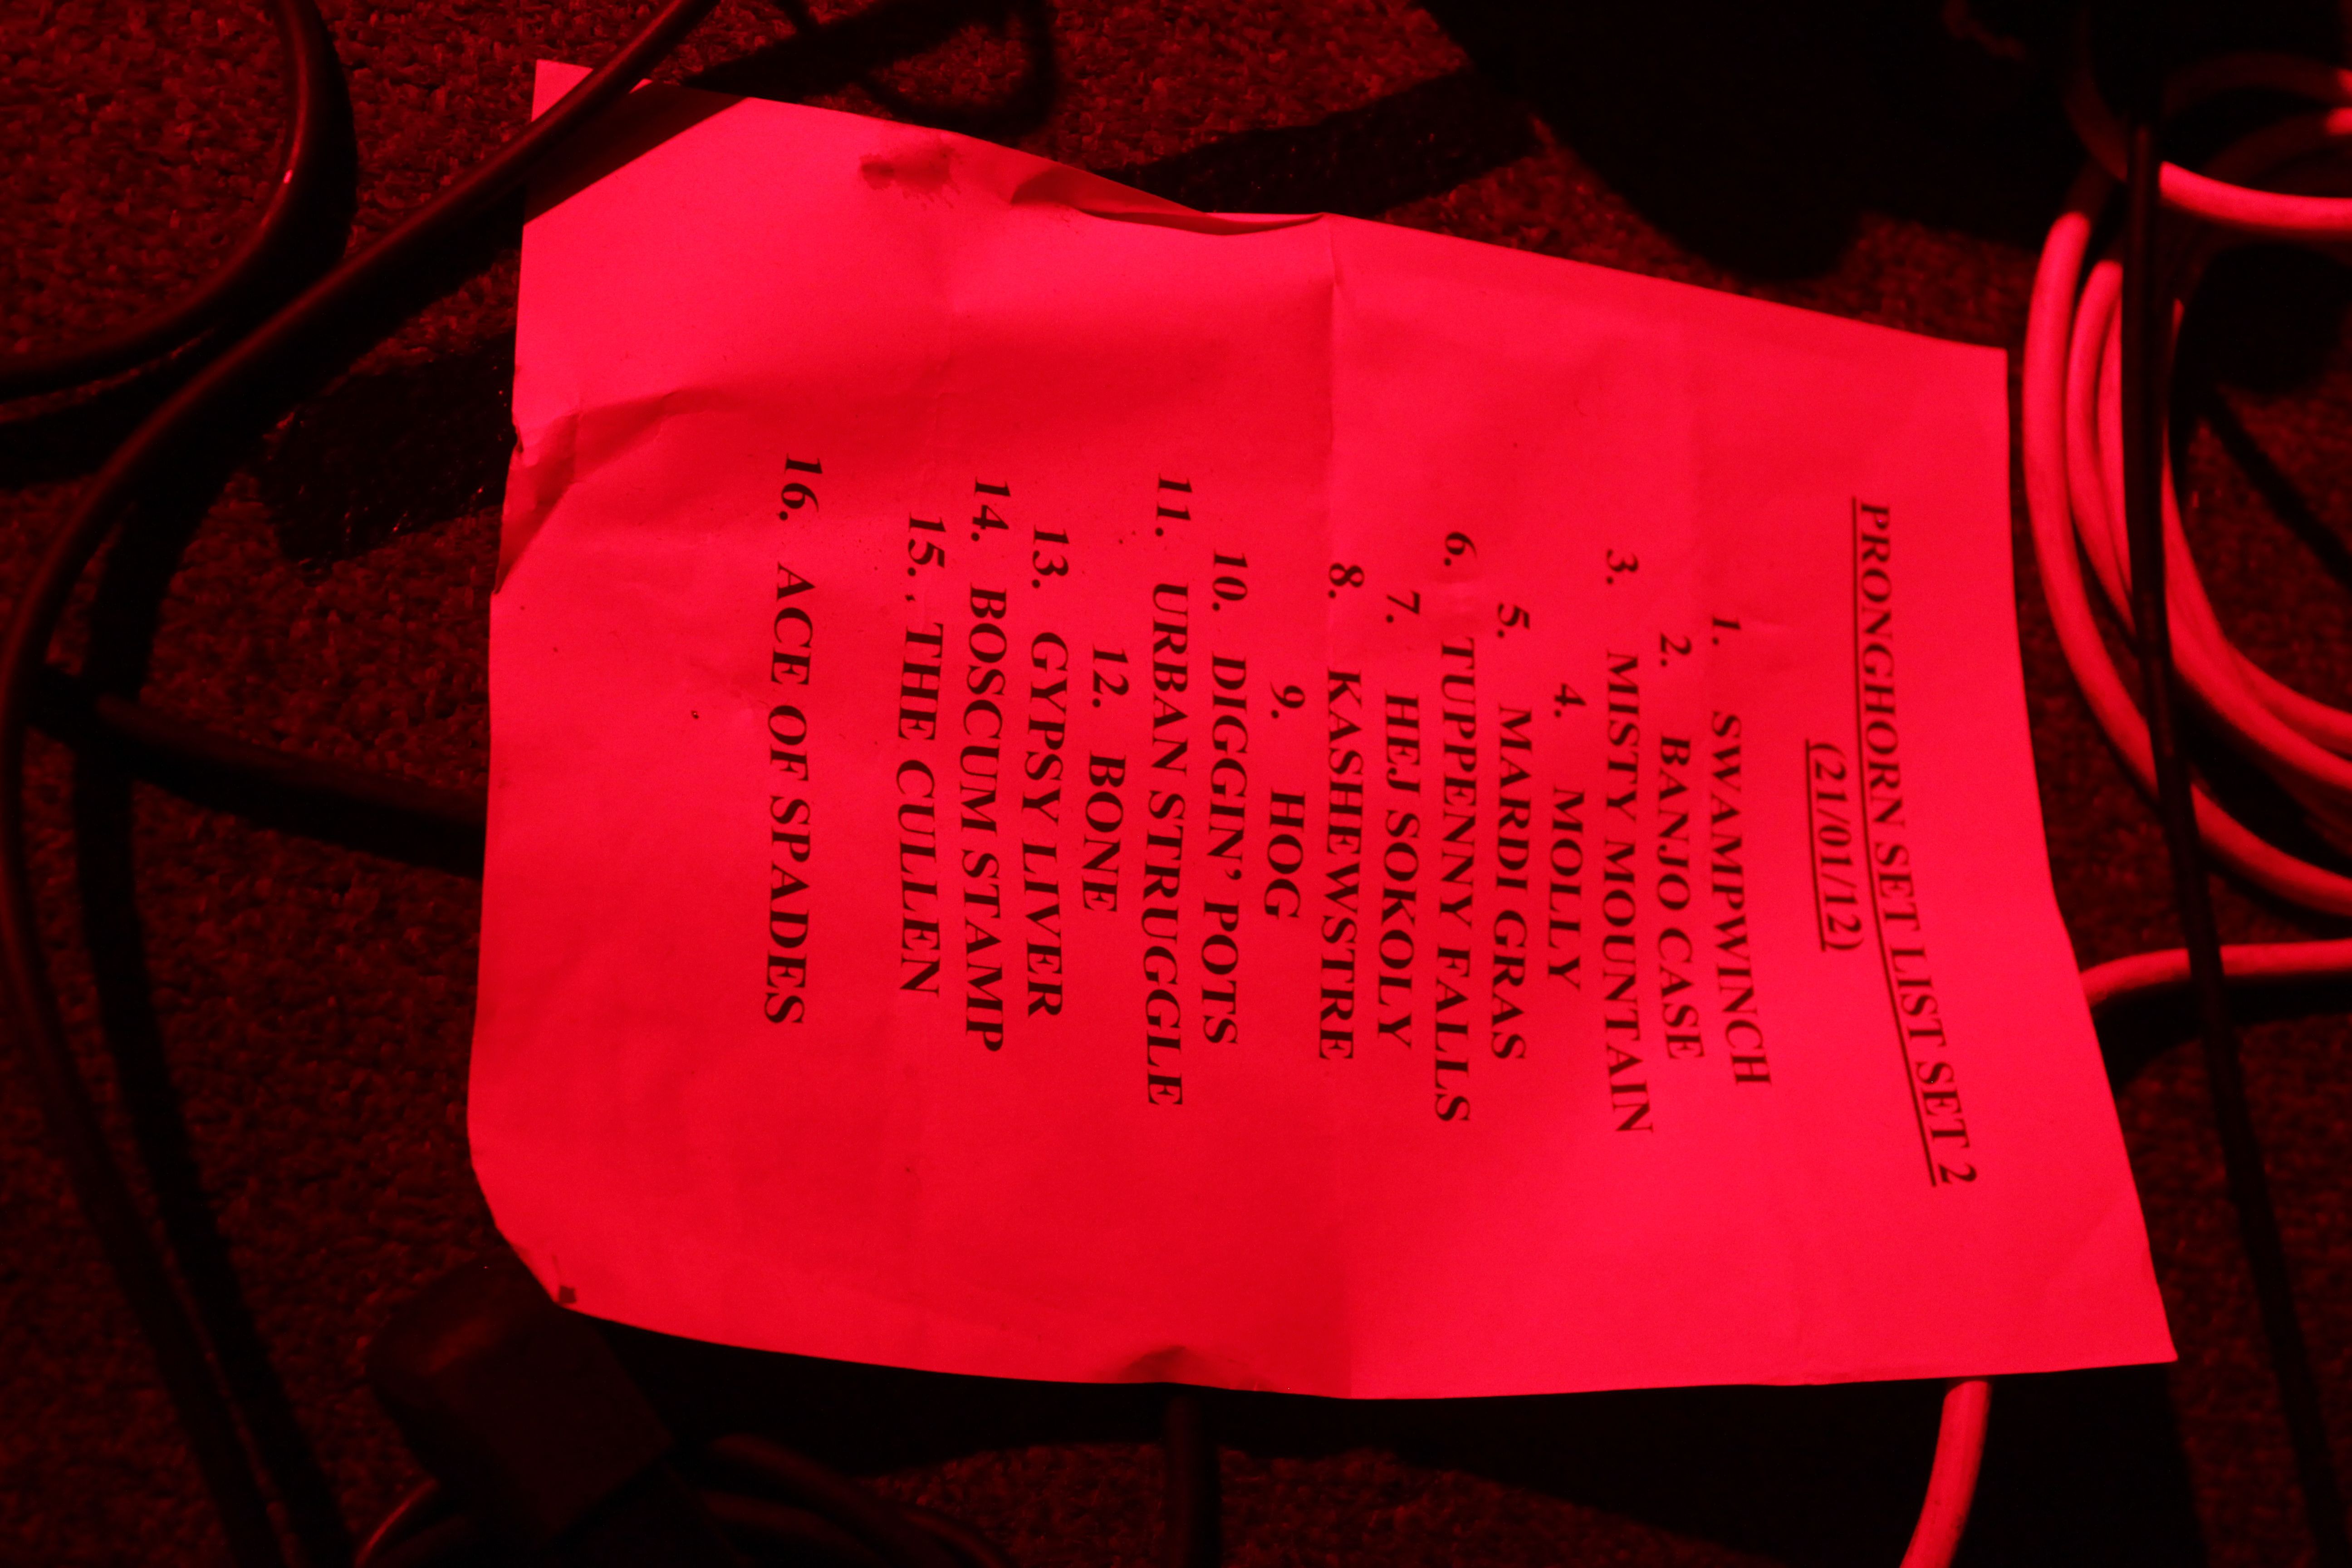 PRONGHORN SET LIST SET 2
(21/01/12)
1. SWAMPWINCH
2. BANJO CASE
3. MISTY MOUNTAIN
4. MOLLY
5. MARDI GRAS
6. TUPPENNY FALLS
7. HEJ SOKOLY
8. KASHEWSTRE
9. HOG
10. DIGGIN’ POTS
11. URBAN STRUGGLE
12. BONE
13. GYPSY LIVER
14. BOSCUM STAMP
15. THE CULLEN
16. ACE OF SPADES